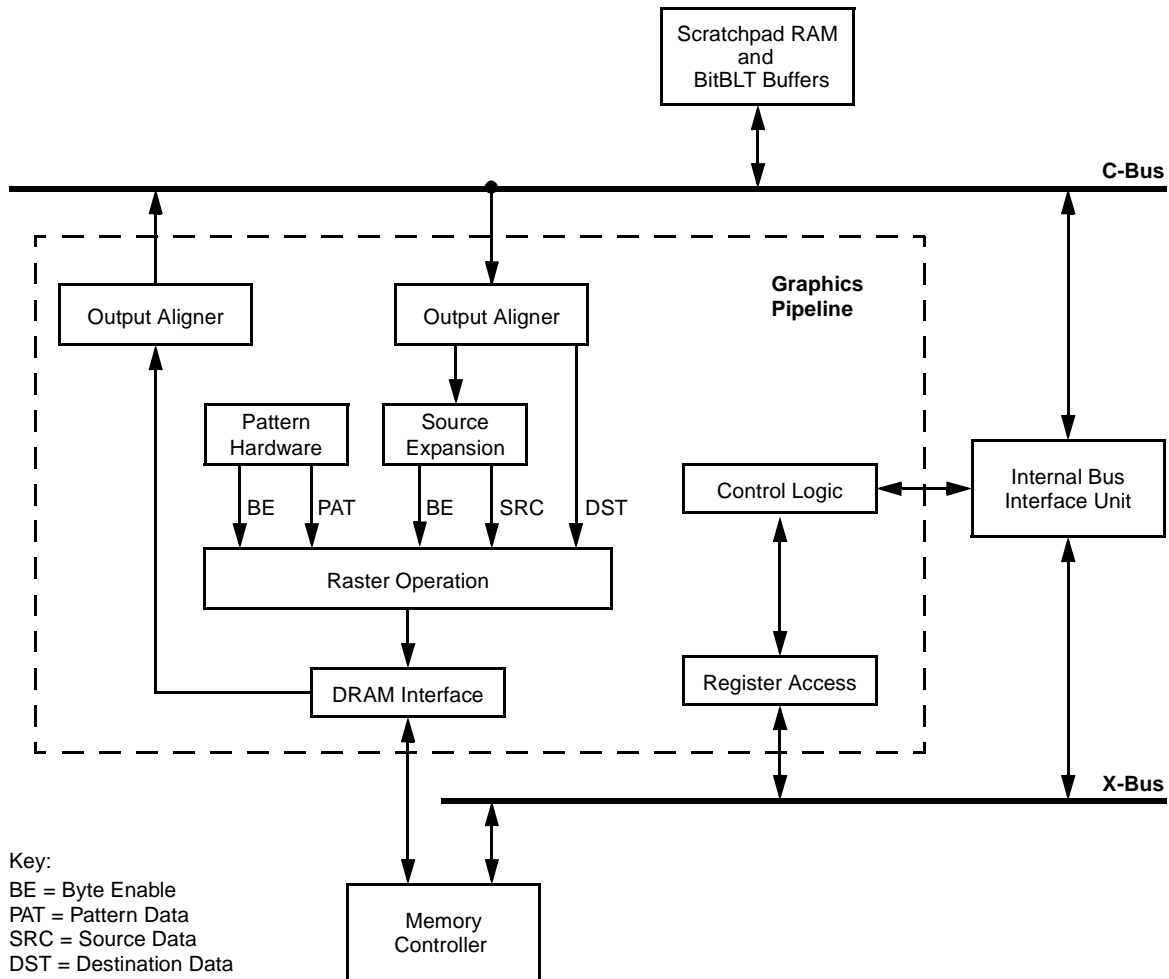 Scratchpad RAM
and
BitBLT Buffers
C-Bus
Graphics
Pipeline
Output Aligner
Output Aligner
Pattern
Hardware
Source
Expansion
Control Logic
Internal Bus
Interface Unit
BE
PAT
BE
SRC
DST
Raster Operation
DRAM Interface
Register Access
X-Bus
Key:
BE = Byte Enable
PAT = Pattern Data
SRC = Source Data
DST = Destination Data
Memory
Controller